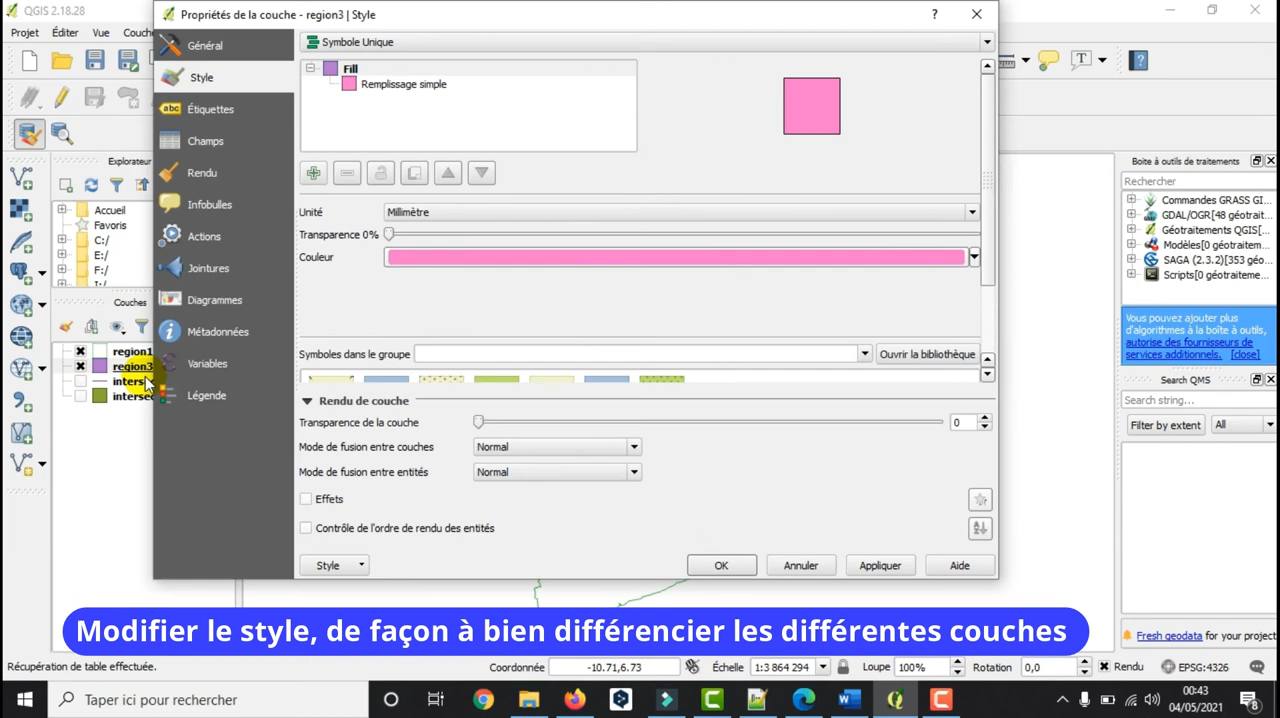 QGIS 2.18.28
Propriétés de la couche - region3 | Style
Projet
Éditer
Vue
Couche
Général
Style
Étiquettes
Champs
Rendu
Infobulles
Actions
Jointures
Diagrammes
Métadonnées
Variables
Légende
Symbole Unique
Fill
Remplissage simple
Unité
Millimètre
Transparence 0%
Couleur
Symboles dans le groupe
Ouvrir la bibliothèque
Rendu de couche
Transparence de la couche
0
Mode de fusion entre couches
Normal
Mode de fusion entre entités
Normal
Effets
Contrôle de l'ordre de rendu des entités
Style
OK
Annuler
Appliquer
Aide
Explorateur
Accueil
Favoris
C:/
E:/
F:/
Couches
region1
region3
Boite à outils de traitements
Rechercher
Commandes GRASS GI...
GDAL/OGR[48 géotrait...
Géotraitements QGIS[...
Modèles[0 géotraitem...
SAGA (2.3.2)[353 géo...
Scripts[0 géotraiteme...
Vous pouvez ajouter plus
d'algorithmes à la boîte à outils,
autorise des fournisseurs de
services additionnels. [close]
Search QMS
Search string...
Filter by extent
All
Fresh geodata for your project
Modifier le style, de façon à bien différencier les différentes couches
Récupération de table effectuée.
Coordonnée
-10.71,6.73
Échelle
1:3 864 294
Loupe
100%
Rotation
0,0
Rendu
EPSG:4326
Taper ici pour rechercher
00:43
04/05/2021
8